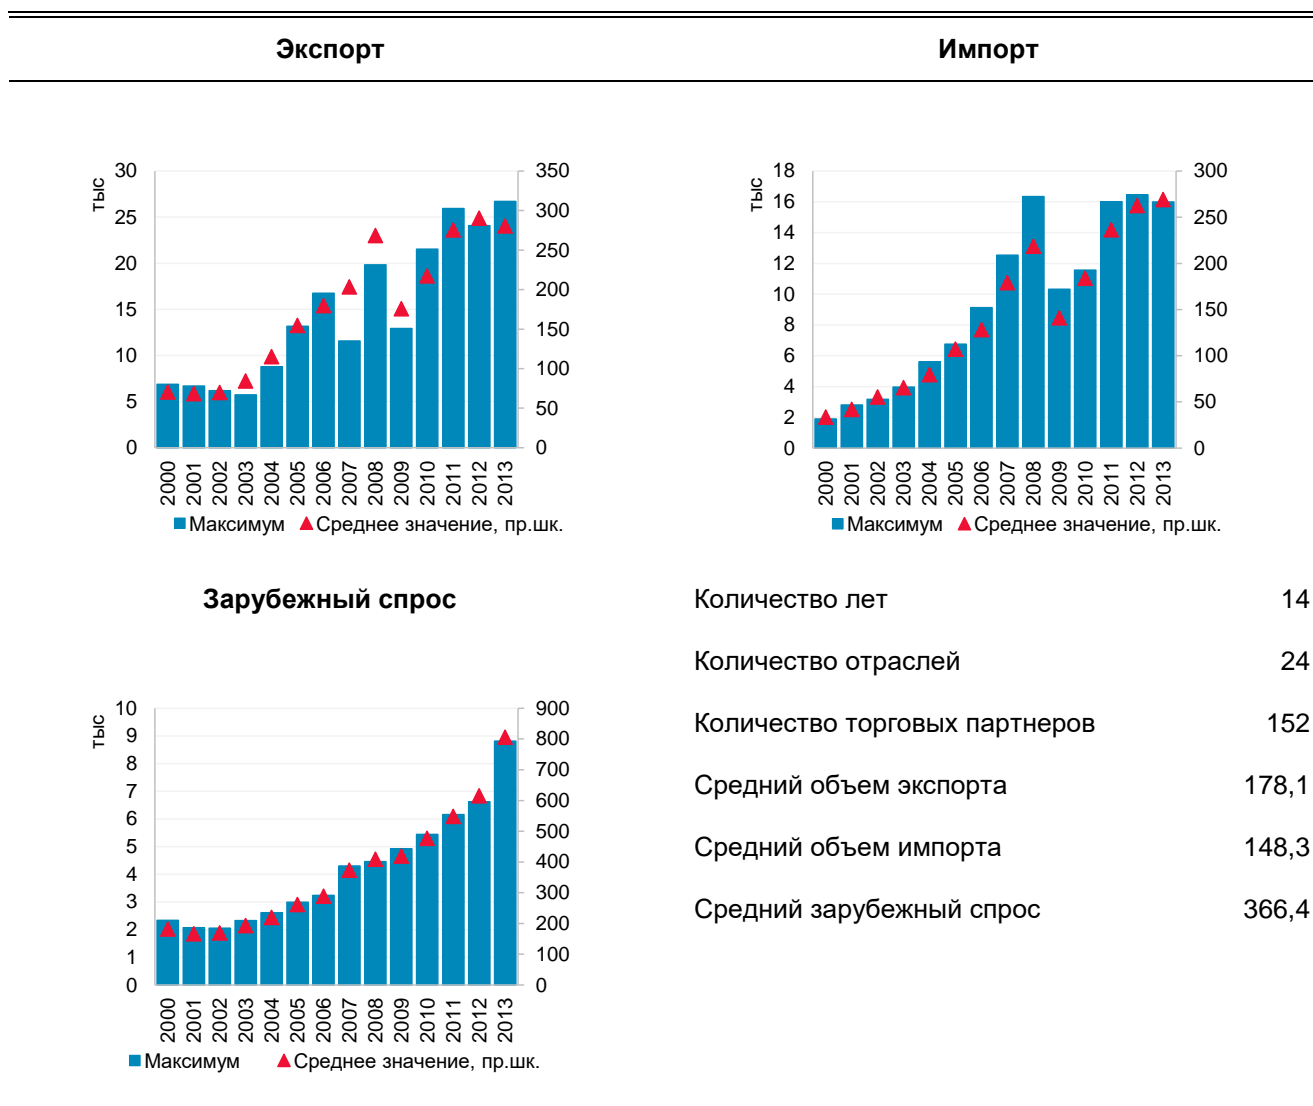 Экспорт
Импорт
тыс
30
25
20
15
10
5
0
350
300
250
200
150
100
50
0
2000 2001 2002 2003 2004 2005 2006 2007 2008 2009 2010 2011 2012 2013
Максимум Среднее значение, пр.шк.
тыс
18
16
14
12
10
8
6
4
2
0
300
250
200
150
100
50
0
2000 2001 2002 2003 2004 2005 2006 2007 2008 2009 2010 2011 2012 2013
Максимум Среднее значение, пр.шк.
Зарубежный спрос
тыс
10
9
8
7
6
5
4
3
2
1
0
900
800
700
600
500
400
300
200
100
0
2000 2001 2002 2003 2004 2005 2006 2007 2008 2009 2010 2011 2012 2013
Максимум Среднее значение, пр.шк.
Количество лет 14
Количество отраслей 24
Количество торговых партнеров 152
Средний объем экспорта 178,1
Средний объем импорта 148,3
Средний зарубежный спрос 366,4